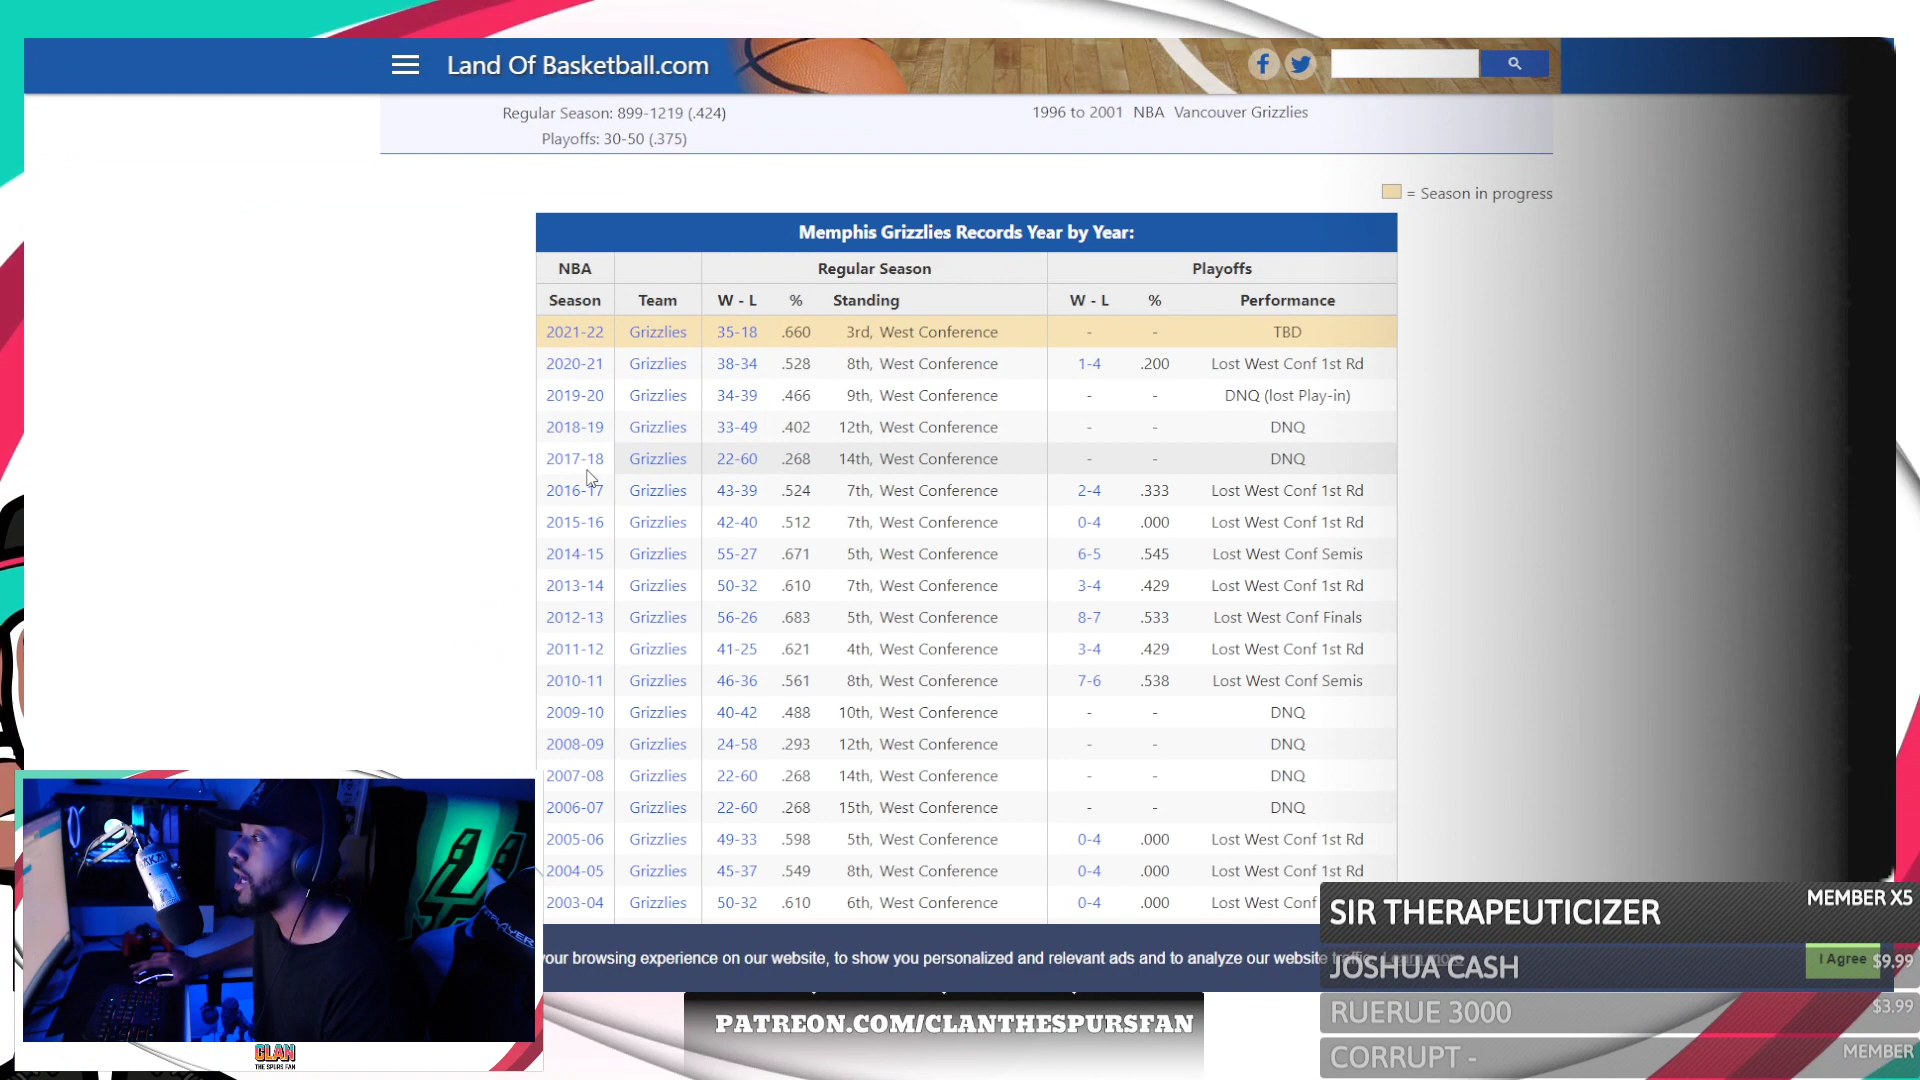 Land Of Basketball.com
Regular Season: 899-1219 (.424)
1996 to 2001 NBA Vancouver Grizzlies
Playoffs: 30-50 (.375)
= Season in progress
Memphis Grizzlies Records Year by Year:
NBA Regular Season Playoffs
Season Team W - L % Standing W - L % Performance
2021-22 Grizzlies 35-18 .660 3rd, West Conference - - TBD
2020-21 Grizzlies 38-34 .528 8th, West Conference 1-4 .200 Lost West Conf 1st Rd
2019-20 Grizzlies 34-39 .466 9th, West Conference - - DNQ (lost Play-in)
2018-19 Grizzlies 33-49 .402 12th, West Conference - - DNQ
2017-18 Grizzlies 22-60 .268 14th, West Conference - - DNQ
2016-17 Grizzlies 43-39 .524 7th, West Conference 2-4 .333 Lost West Conf 1st Rd
2015-16 Grizzlies 42-40 .512 7th, West Conference 0-4 .000 Lost West Conf 1st Rd
2014-15 Grizzlies 55-27 .671 5th, West Conference 6-5 .545 Lost West Conf Semis
2013-14 Grizzlies 50-32 .610 7th, West Conference 3-4 .429 Lost West Conf 1st Rd
2012-13 Grizzlies 56-26 .683 5th, West Conference 8-7 .533 Lost West Conf Finals
2011-12 Grizzlies 41-25 .621 4th, West Conference 3-4 .429 Lost West Conf 1st Rd
2010-11 Grizzlies 46-36 .561 8th, West Conference 7-6 .538 Lost West Conf Semis
2009-10 Grizzlies 40-42 .488 10th, West Conference - - DNQ
2008-09 Grizzlies 24-58 .293 12th, West Conference - - DNQ
2007-08 Grizzlies 22-60 .268 14th, West Conference - - DNQ
2006-07 Grizzlies 22-60 .268 15th, West Conference - - DNQ
2005-06 Grizzlies 49-33 .598 5th, West Conference 0-4 .000 Lost West Conf 1st Rd
2004-05 Grizzlies 45-37 .549 8th, West Conference 0-4 .000 Lost West Conf 1st Rd
2003-04 Grizzlies 50-32 .610 6th, West Conference 0-4 .000 Lost West Conf
your browsing experience on our website, to show you personalized and relevant ads and to analyze our website traffic. Learn more
I Agree
SIR THERAPEUTICIZER MEMBER X5
JOSHUA CASH $9.99
RUERUE 3000 $3.99
CORRUPT - MEMBER
PATREON.COM/CLANTHESPURSFAN
CLAN
THE SPURS FAN